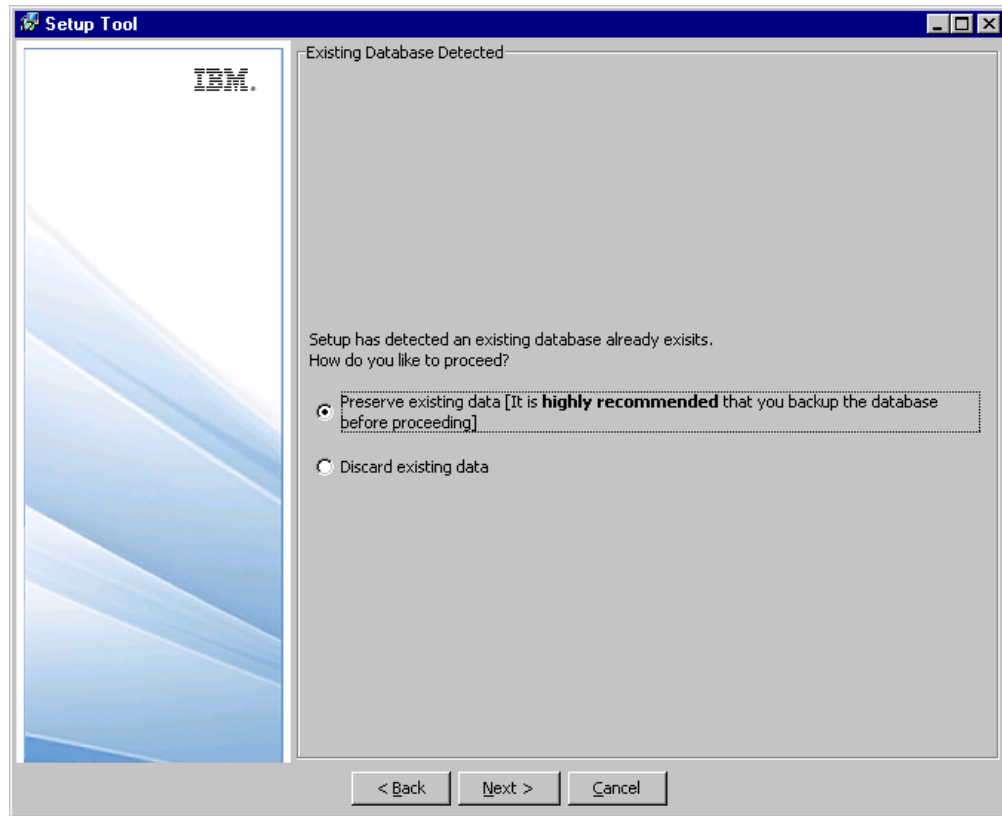 Setup Tool
IBM.
Existing Database Detected
Setup has detected an existing database already exisits.
How do you like to proceed?
Preserve existing data [It is highly recommended that you backup the database
before proceeding]
Discard existing data
< Back
Next >
Cancel